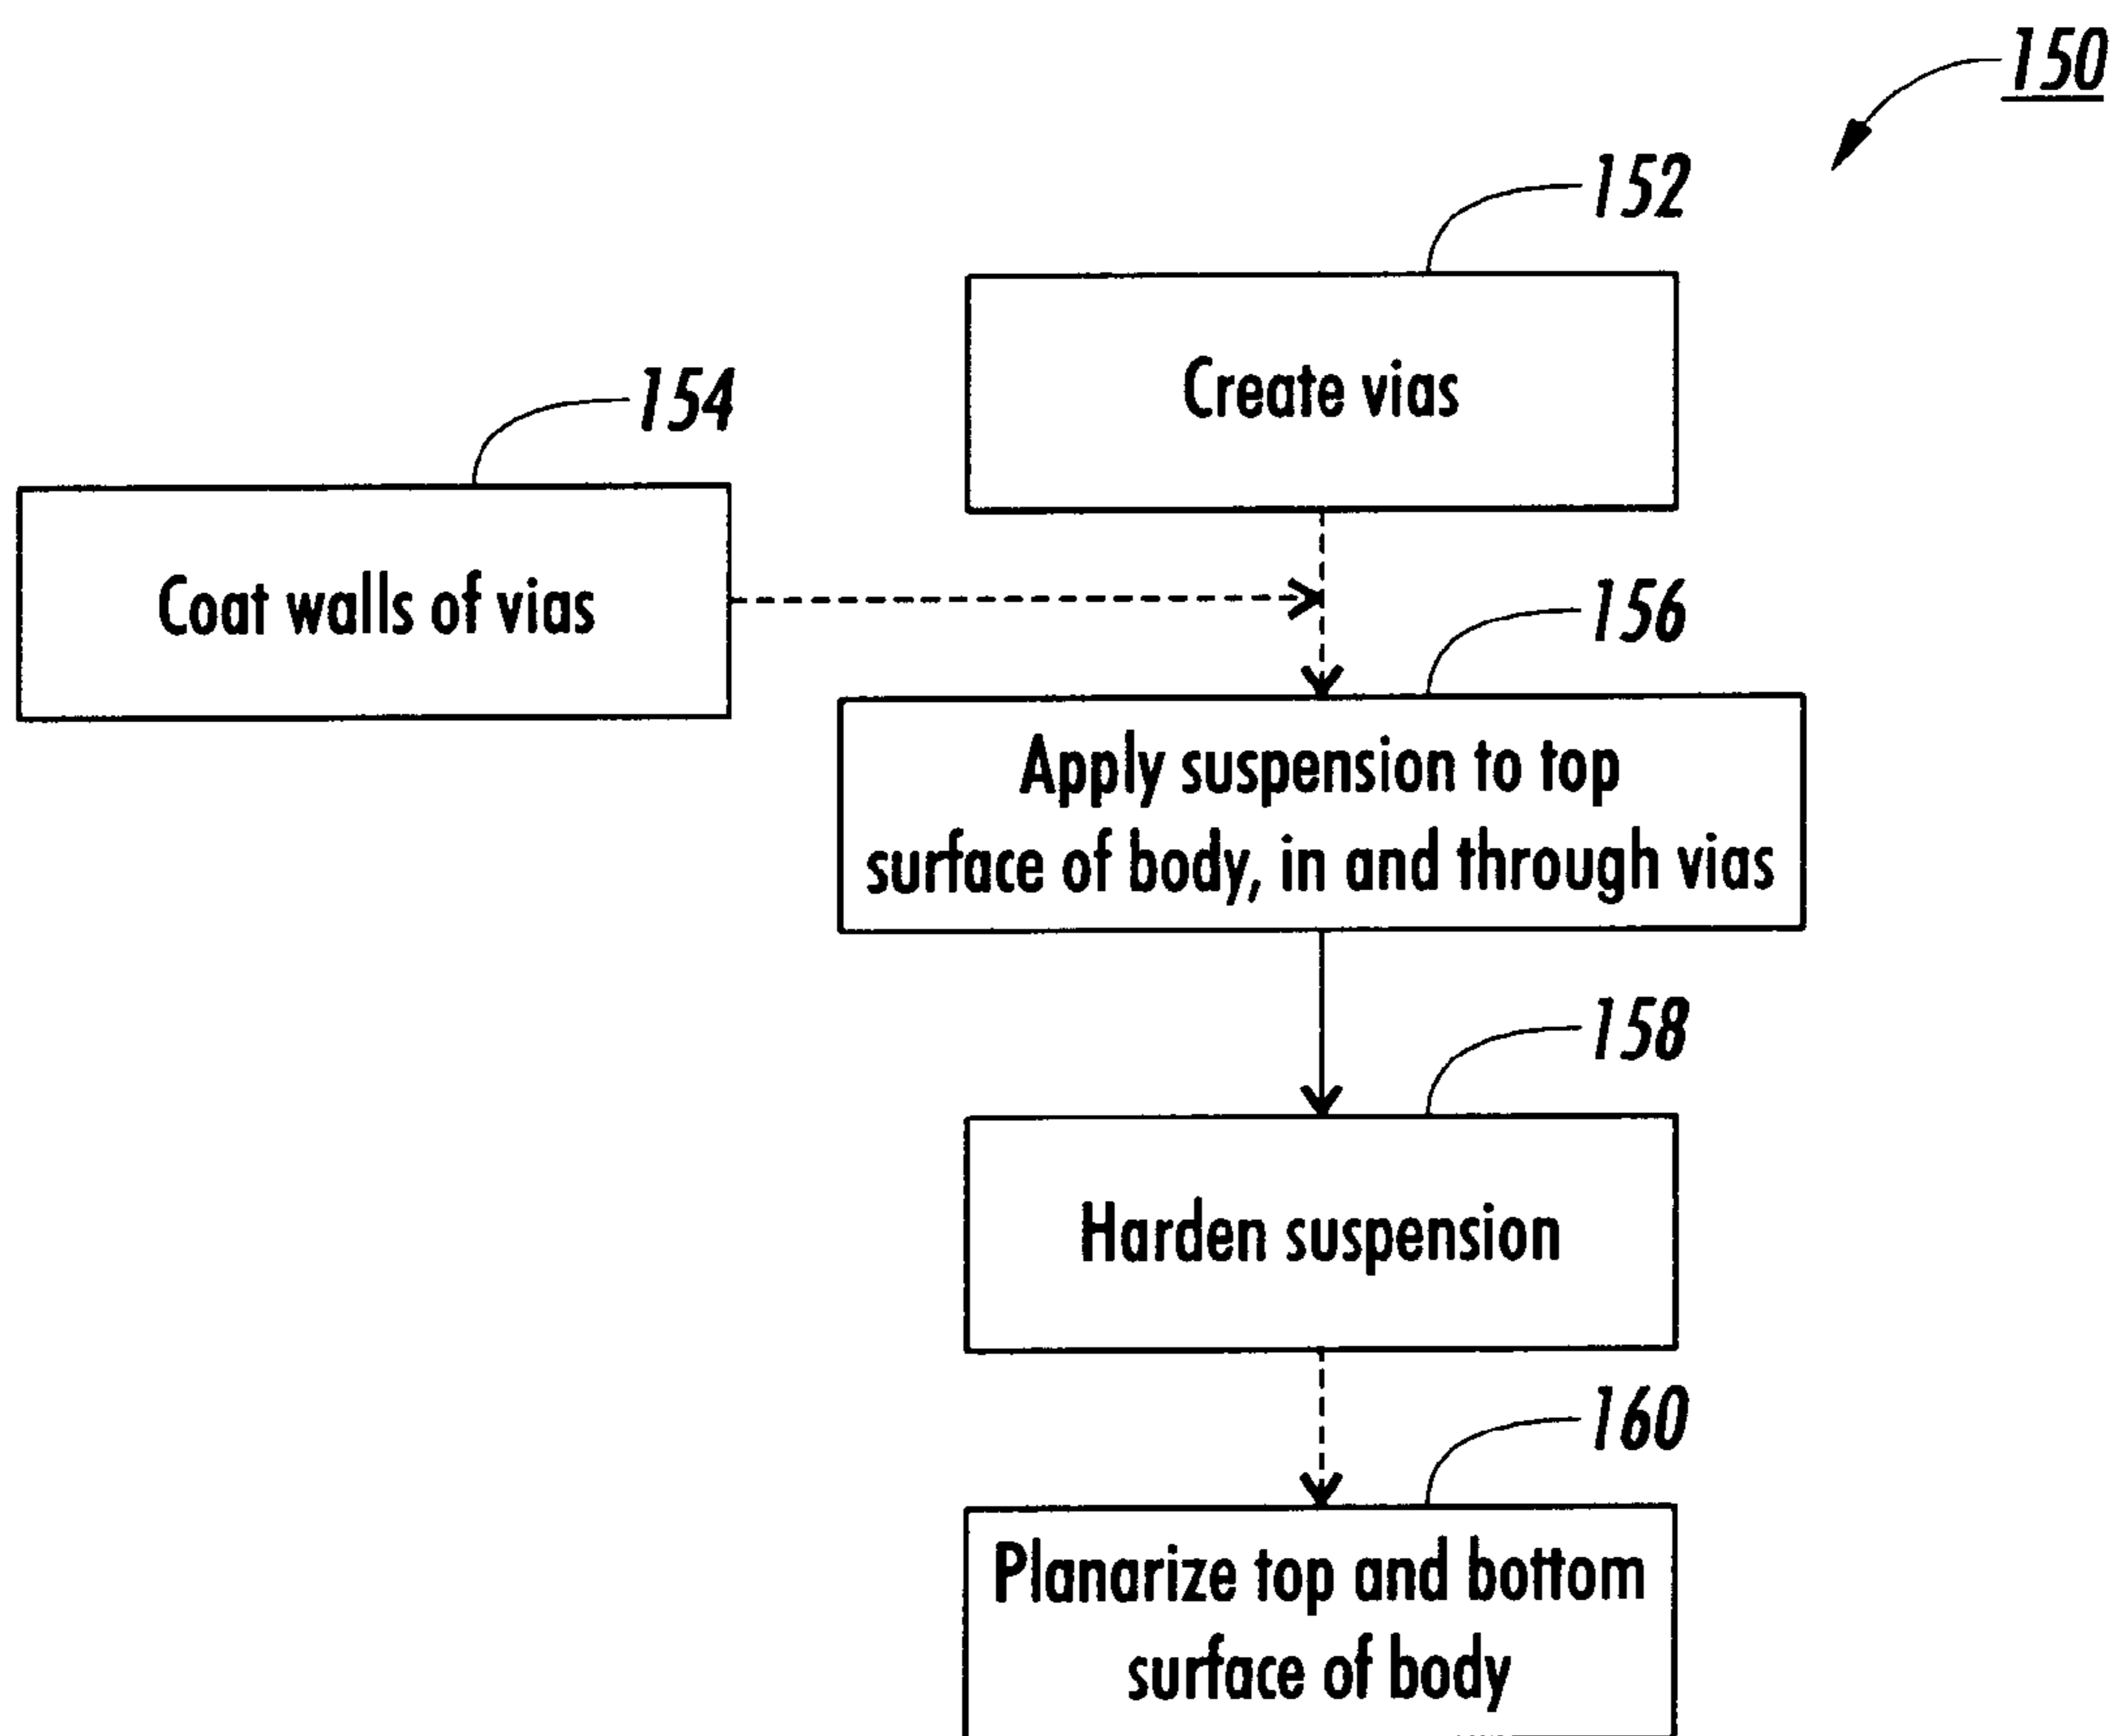 150
152
Create vias
154
Coat walls of vias
156
Apply suspension to top
surface of body, in and through vias
158
Harden suspension
160
Planarize top and bottom
surface of body